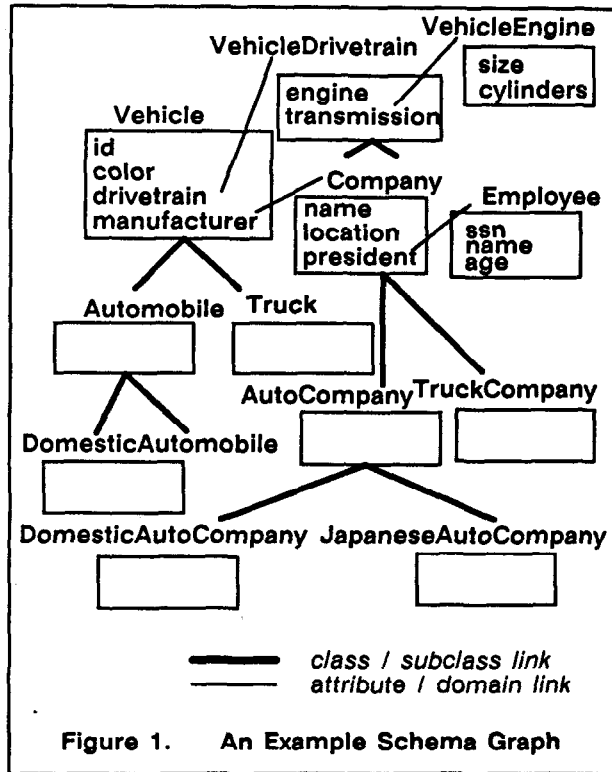 VehicleEngine
VehicleDrivetrain
size
cylinders
engine
transmission
Vehicle
id
color
drivetrain
manufacturer
Company
name
location
president
Employee
ssn
name
age
Automobile
Truck
AutoCompany
TruckCompany
DomesticAutomobile
DomesticAutoCompany
JapaneseAutoCompany
class / subclass link
attribute / domain link
Figure 1. An Example Schema Graph